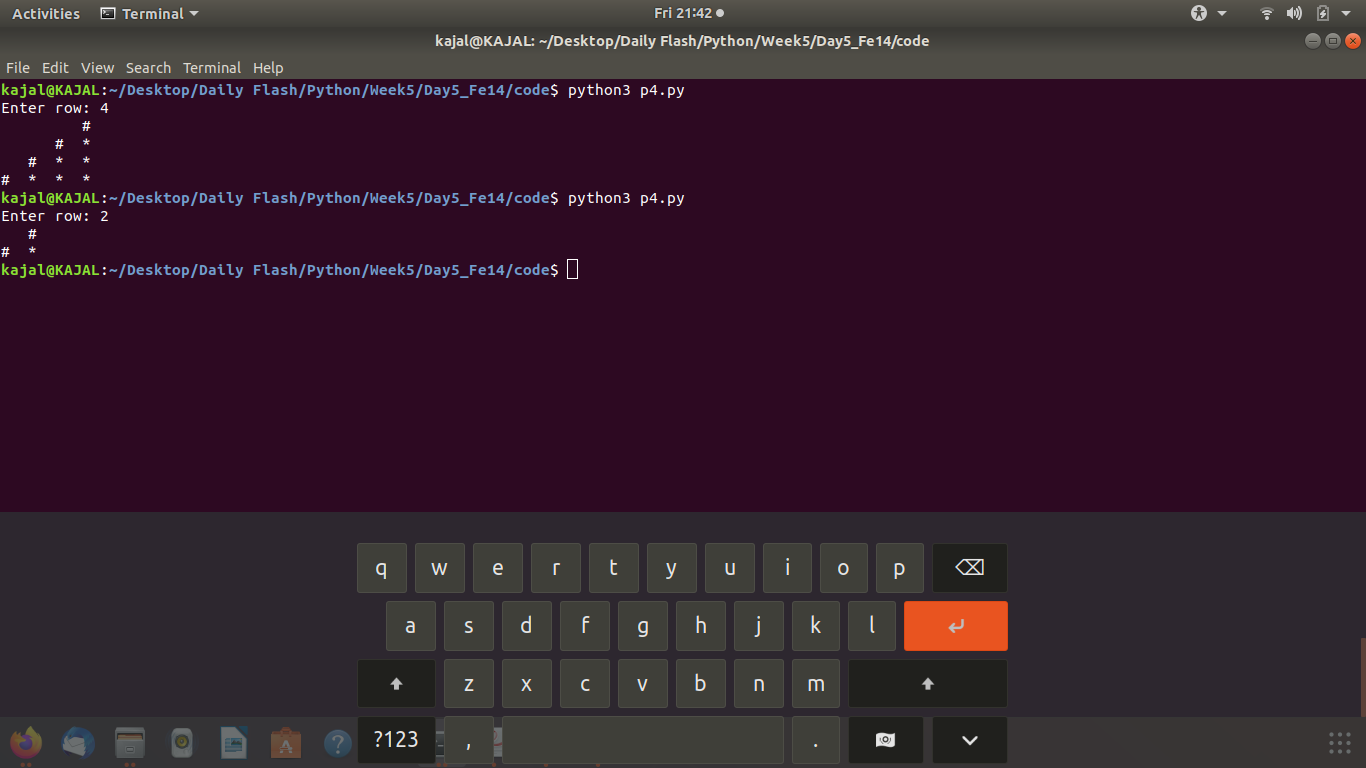 Activities Terminal Fri 21:42
kajal@KAJAL: ~/Desktop/Daily Flash/Python/Week5/Day5_Fe14/code
File Edit View Search Terminal Help
kajal@KAJAL:~/Desktop/Daily Flash/Python/Week5/Day5_Fe14/code$ python3 p4.py
Enter row: 4
         #
      #  *
   #  *  *
#  *  *  *
kajal@KAJAL:~/Desktop/Daily Flash/Python/Week5/Day5_Fe14/code$ python3 p4.py
Enter row: 2
   #
#  *
kajal@KAJAL:~/Desktop/Daily Flash/Python/Week5/Day5_Fe14/code$
q w e r t y u i o p
a s d f g h j k l
z x c v b n m
?123 , .